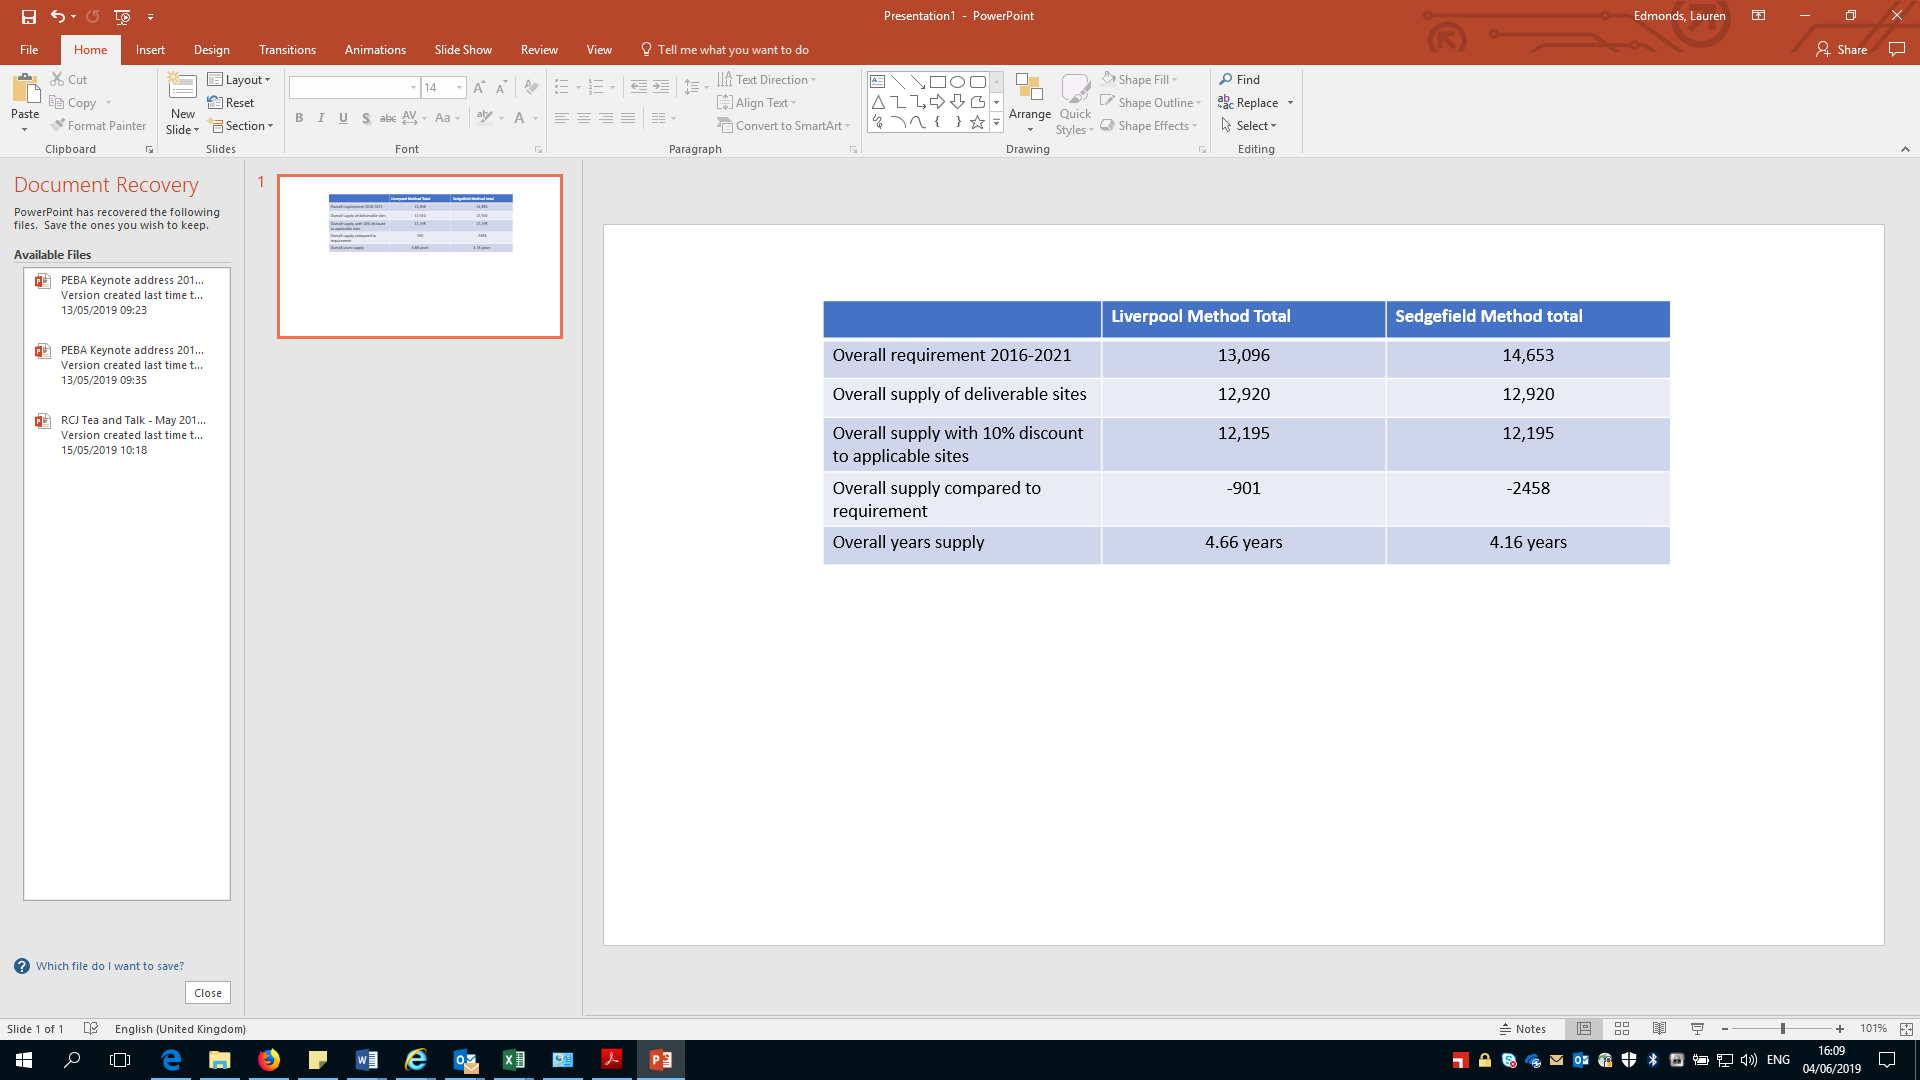 Presentation1 - PowerPoint
Edmonds, Lauren
File
Home
Insert
Design
Transitions
Animations
Slide Show
Review
View
Tell me what you want to do
Share
Paste
Cut
Copy
Format Painter
Clipboard
New
Slide
Layout
Reset
Section
Slides
14
Font
Text Direction
Align Text
Convert to SmartArt
Paragraph
Arrange
Quick
Styles
Shape Fill
Shape Outline
Shape Effects
Drawing
Find
Replace
Select
Editing
Document Recovery
PowerPoint has recovered the following
files. Save the ones you wish to keep.
Available Files
PEBA Keynote address 201...
Version created last time t...
13/05/2019 09:23
PEBA Keynote address 201...
Version created last time t...
13/05/2019 09:35
RCJ Tea and Talk - May 201...
Version created last time t...
15/05/2019 10:18
Which file do I want to save?
Close
1
Liverpool Method Total Sedgefield Method total
Overall requirement 2016-2021 13,096 14,653
Overall supply of deliverable sites 12,920 12,920
Overall supply with 10% discount 12,195 12,195
to applicable sites
Overall supply compared to -901 -2458
requirement
Overall years supply 4.66 years 4.16 years
Slide 1 of 1
English (United Kingdom)
Notes
101%
ENG
16:09
04/06/2019